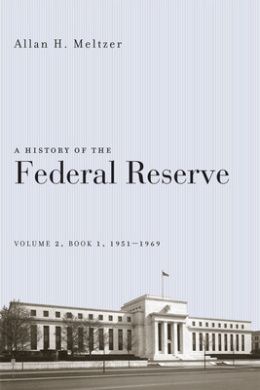 Allan H. Meltzer
A HISTORY OF THE
Federal Reserve
VOLUME 2, BOOK 1, 1951–1969